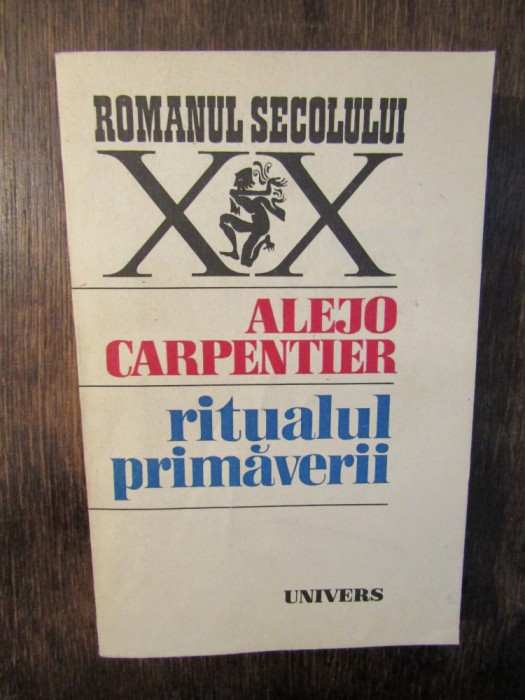 ROMANUL SECOLULUI
XX
ALEJO
CARPENTIER
ritualul
primăverii
UNIVERS